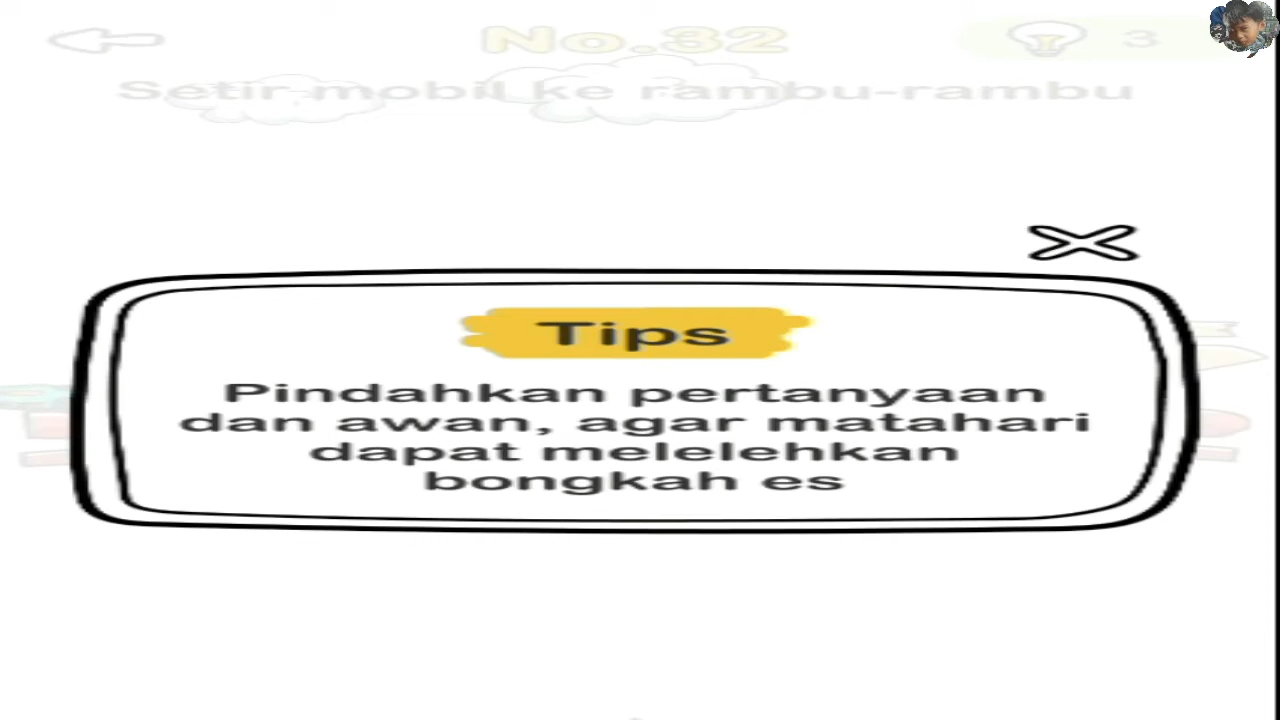 No.32
3
Setir mobil ke rambu-rambu
Tips
Pindahkan pertanyaan
dan awan, agar matahari
dapat melelehkan
bongkah es